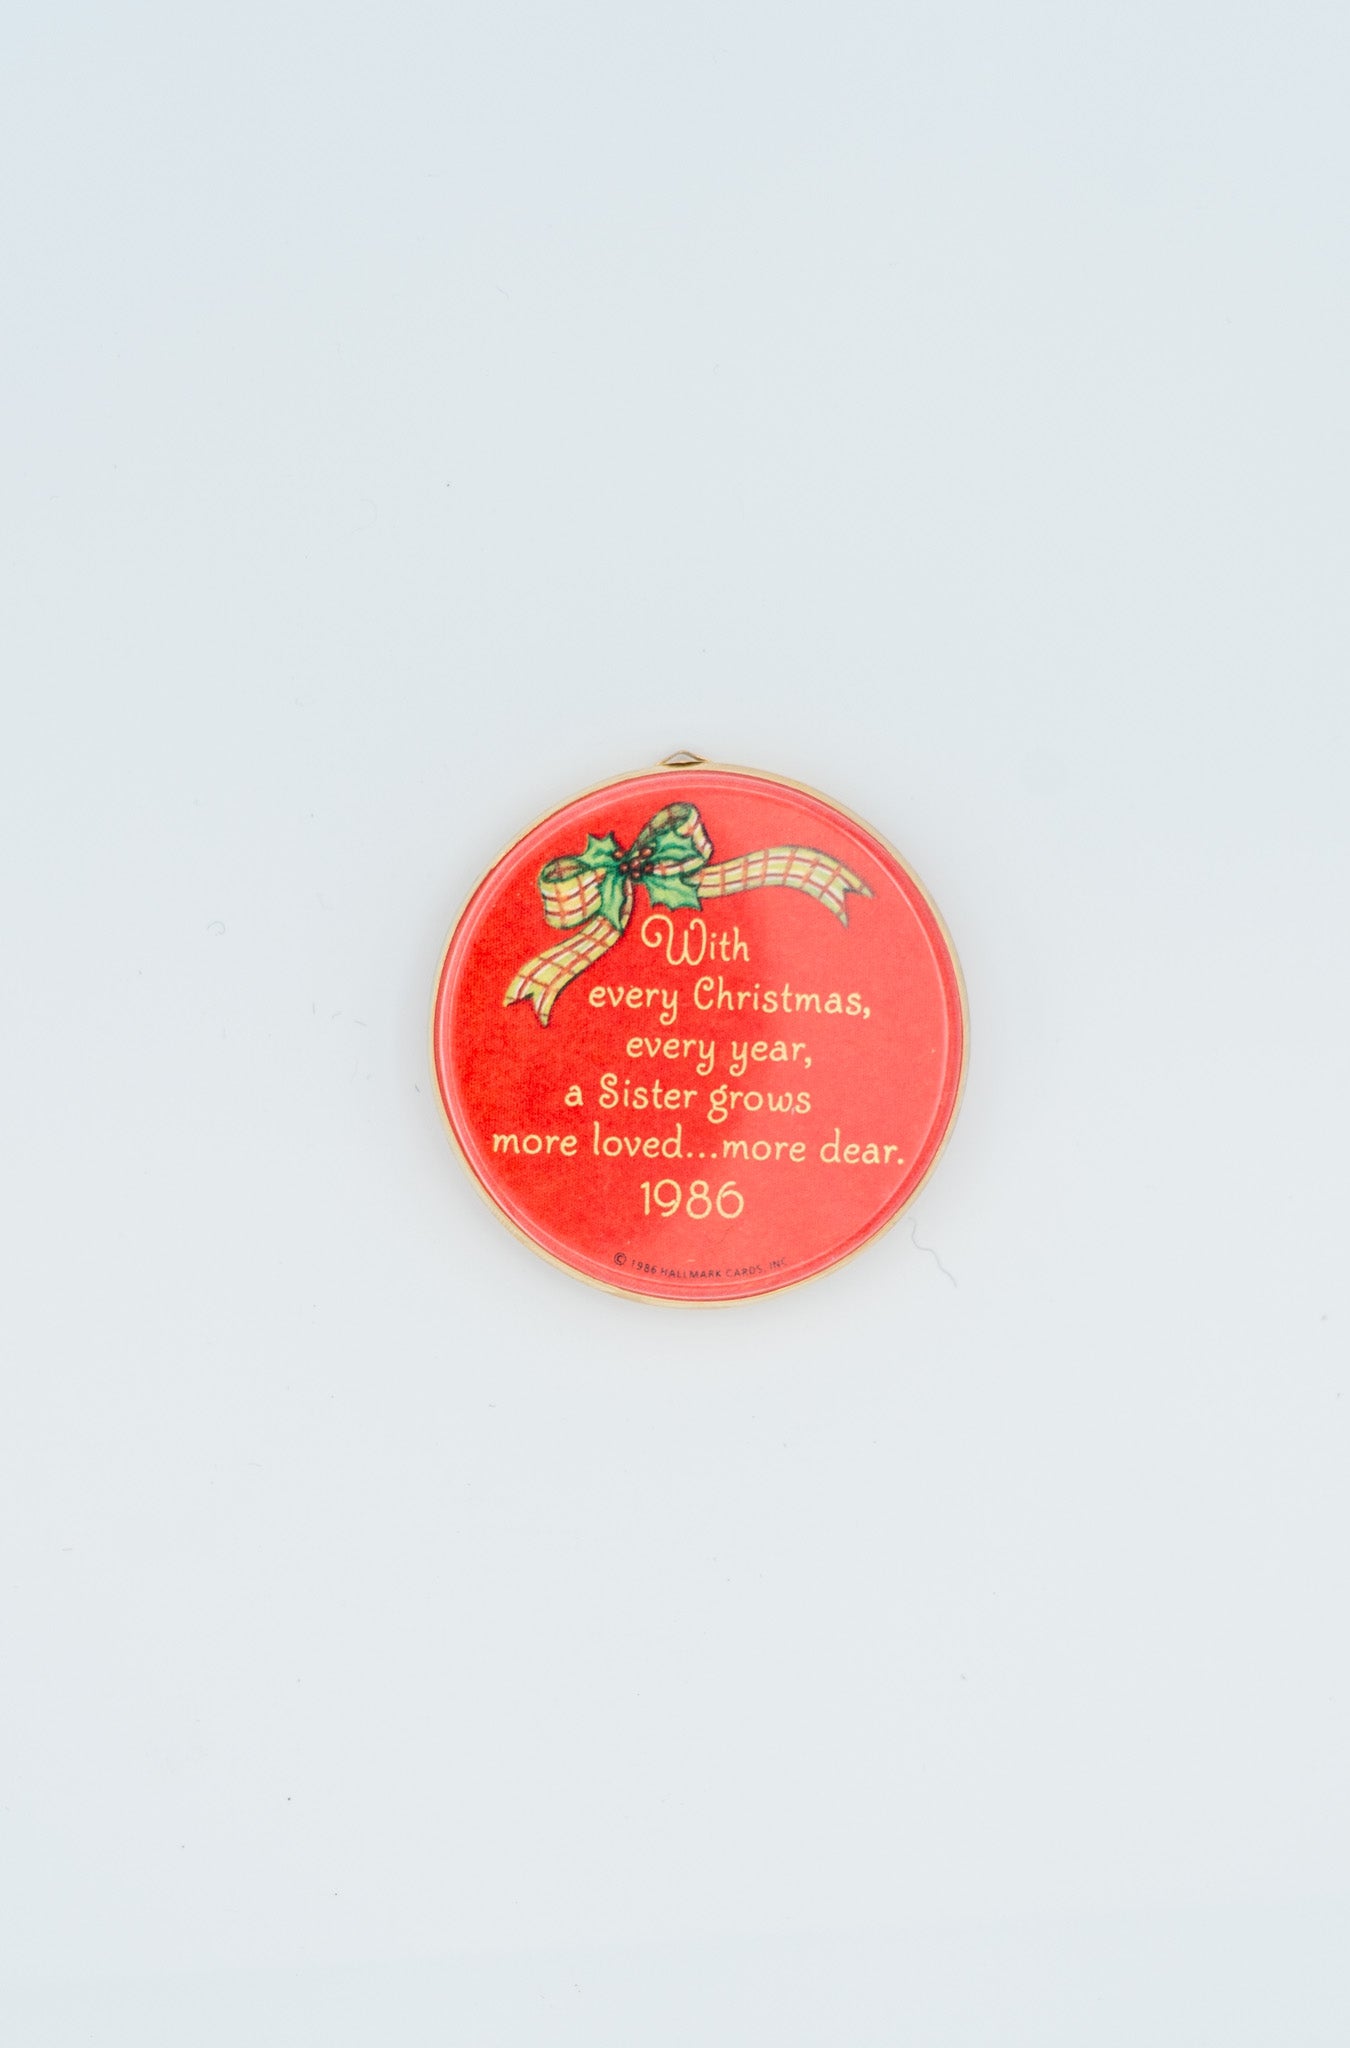 With
every Christmas,
every year,
a Sister grows
more loved...more dear.
1986
© 1986 HALLMARK CARDS, INC.